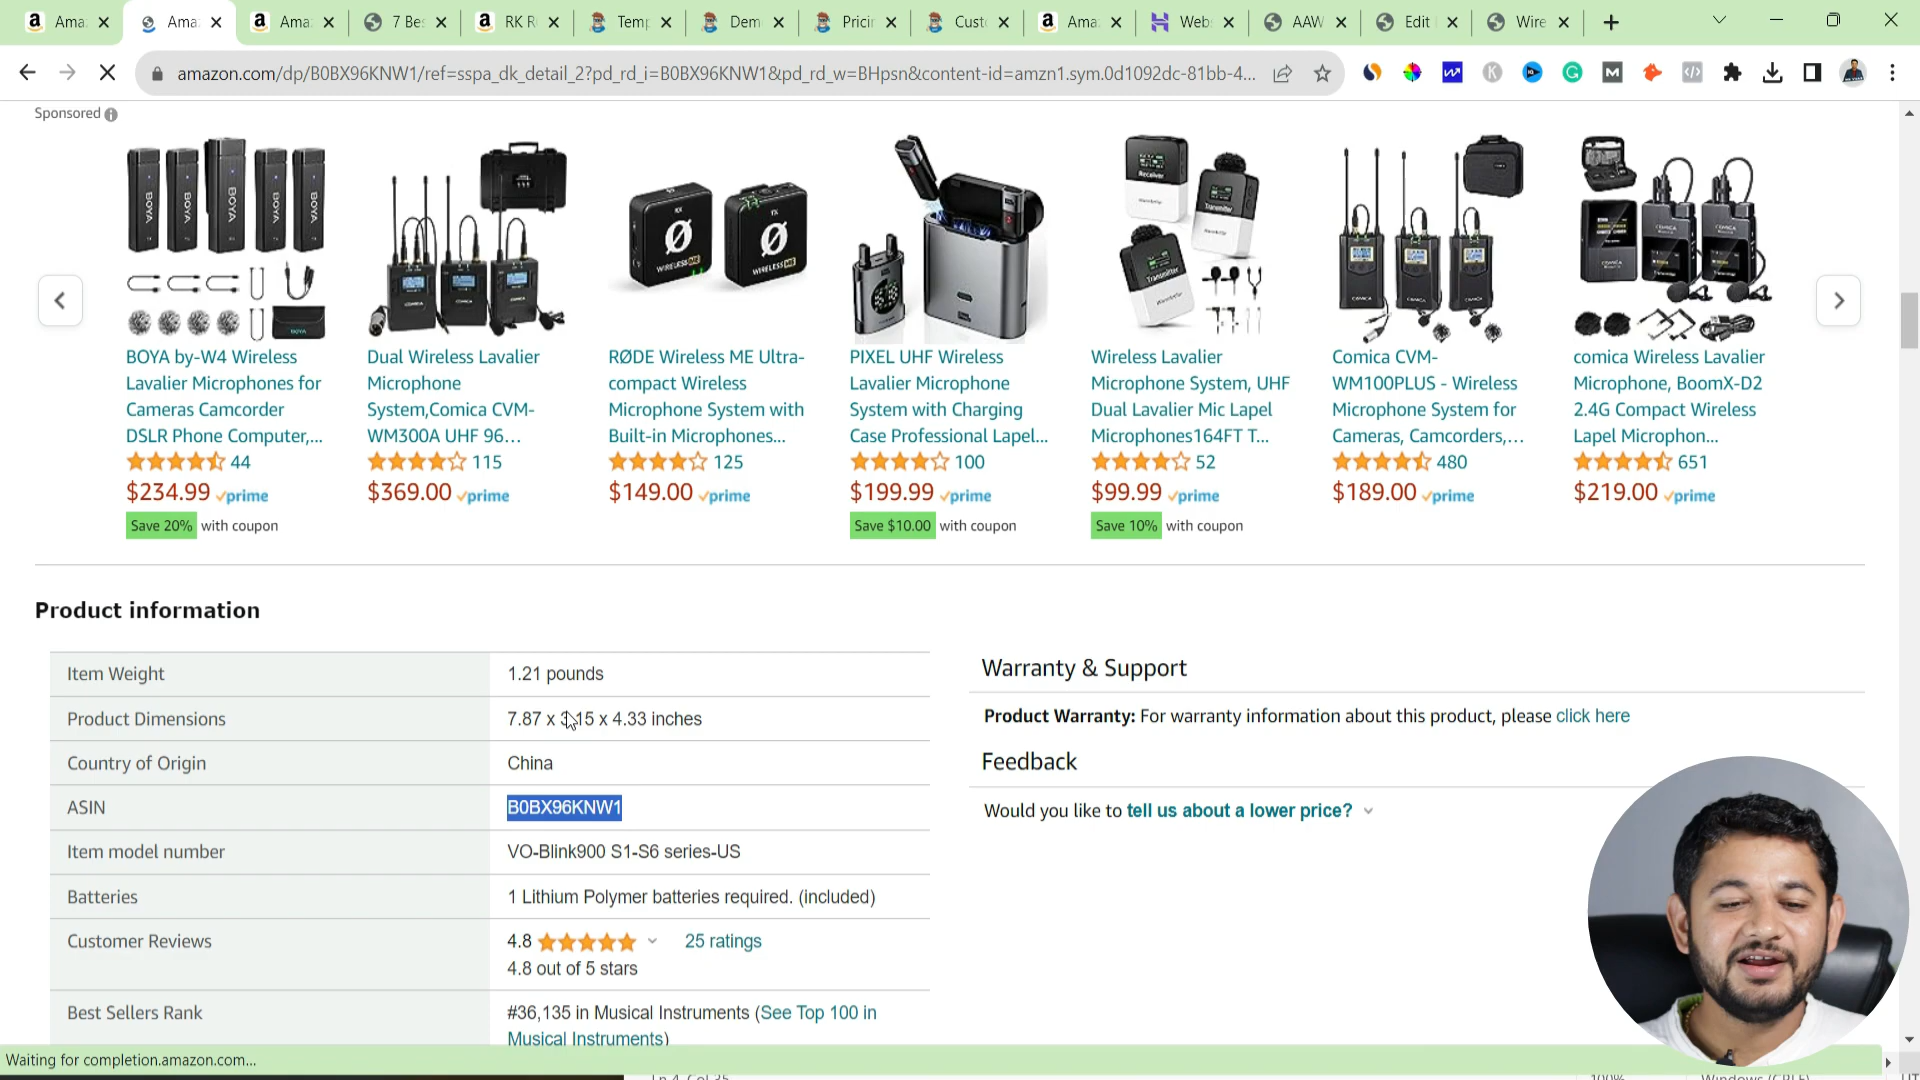 Ama
Ama
Ama
7 Bes
RK R
Temp
Dem
Pricin
Cust
Ama
Web
AAW
Edit
Wire
amazon.com/dp/B0BX96KNW1/ref=sspa_dk_detail_2?pd_rd_i=B0BX96KNW1&pd_rd_w=BHpsn&content-id=amzn1.sym.0d1092dc-81bb-4...
Sponsored
BOYA by-W4 Wireless
Lavalier Microphones for
Cameras Camcorder
DSLR Phone Computer,...
44
$234.99 prime
Save 20% with coupon
Dual Wireless Lavalier
Microphone
System,Comica CVM-
WM300A UHF 96...
115
$369.00 prime
RØDE Wireless ME Ultra-
compact Wireless
Microphone System with
Built-in Microphones...
125
$149.00 prime
PIXEL UHF Wireless
Lavalier Microphone
System with Charging
Case Professional Lapel...
100
$199.99 prime
Save $10.00 with coupon
Wireless Lavalier
Microphone System, UHF
Dual Lavalier Mic Lapel
Microphones164FT T...
52
$99.99 prime
Save 10% with coupon
Comica CVM-
WM100PLUS - Wireless
Microphone System for
Cameras, Camcorders,...
480
$189.00 prime
comica Wireless Lavalier
Microphone, BoomX-D2
2.4G Compact Wireless
Lapel Microphon...
651
$219.00 prime
Product information
Item Weight 1.21 pounds
Product Dimensions 7.87 x 3.15 x 4.33 inches
Country of Origin China
ASIN B0BX96KNW1
Item model number VO-Blink900 S1-S6 series-US
Batteries 1 Lithium Polymer batteries required. (included)
Customer Reviews 4.8 25 ratings
4.8 out of 5 stars
Best Sellers Rank #36,135 in Musical Instruments (See Top 100 in
Musical Instruments)
Warranty & Support
Product Warranty: For warranty information about this product, please click here
Feedback
Would you like to tell us about a lower price?
Waiting for completion.amazon.com...